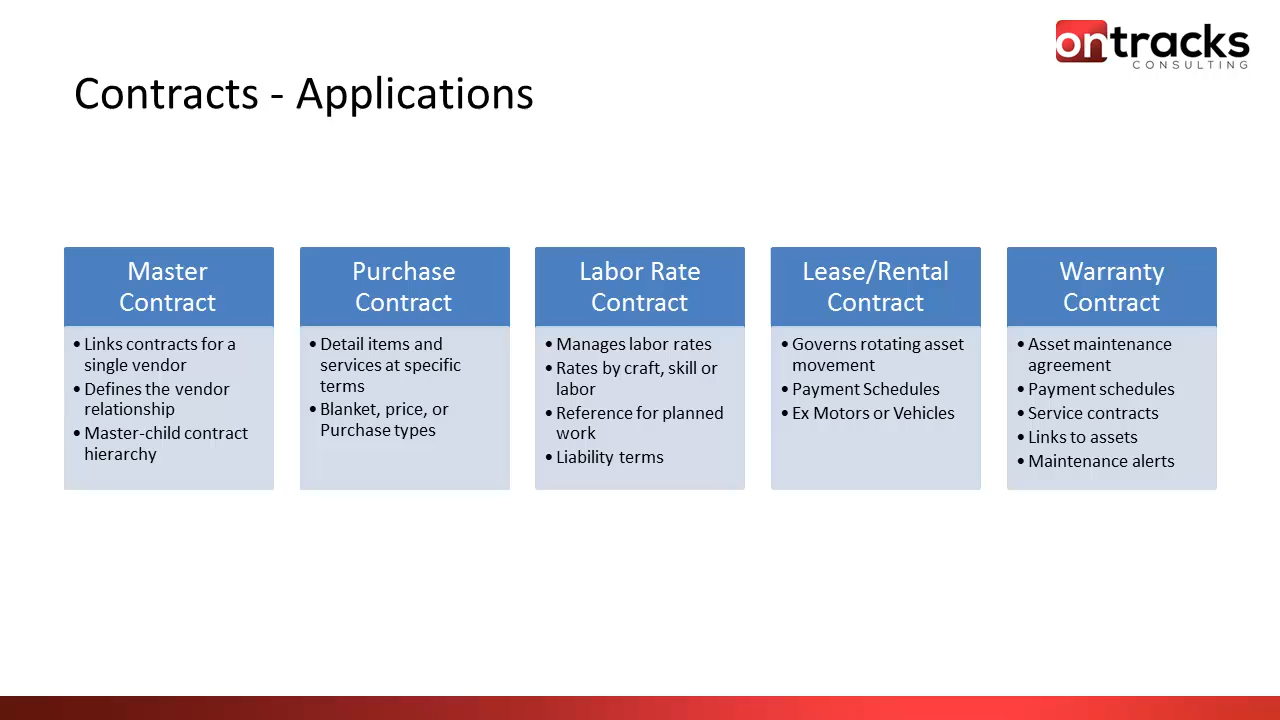 ontracks
CONSULTING
Contracts - Applications
Master
Contract
• Links contracts for a
single vendor
• Defines the vendor
relationship
• Master-child contract
hierarchy
Purchase
Contract
• Detail items and
services at specific
terms
• Blanket, price, or
Purchase types
Labor Rate
Contract
• Manages labor rates
• Rates by craft, skill or
labor
• Reference for planned
work
• Liability terms
Lease/Rental
Contract
• Governs rotating asset
movement
• Payment Schedules
• Ex Motors or Vehicles
Warranty
Contract
• Asset maintenance
agreement
• Payment schedules
• Service contracts
• Links to assets
• Maintenance alerts